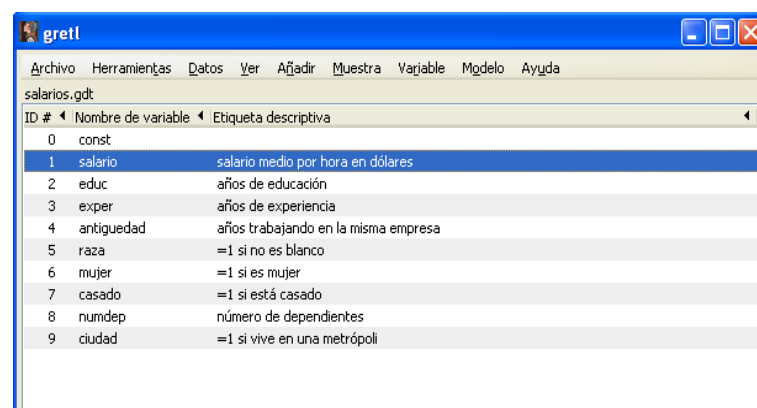 gretl
Archivo Herramientas Datos Ver Añadir Muestra Variable Modelo Ayuda
salarios.gdt
ID # Nombre de variable Etiqueta descriptiva
0 const
1 salario salario medio por hora en dólares
2 educ años de educación
3 exper años de experiencia
4 antiguedad años trabajando en la misma empresa
5 raza =1 si no es blanco
6 mujer =1 si es mujer
7 casado =1 si está casado
8 numdep número de dependientes
9 ciudad =1 si vive en una metrópoli